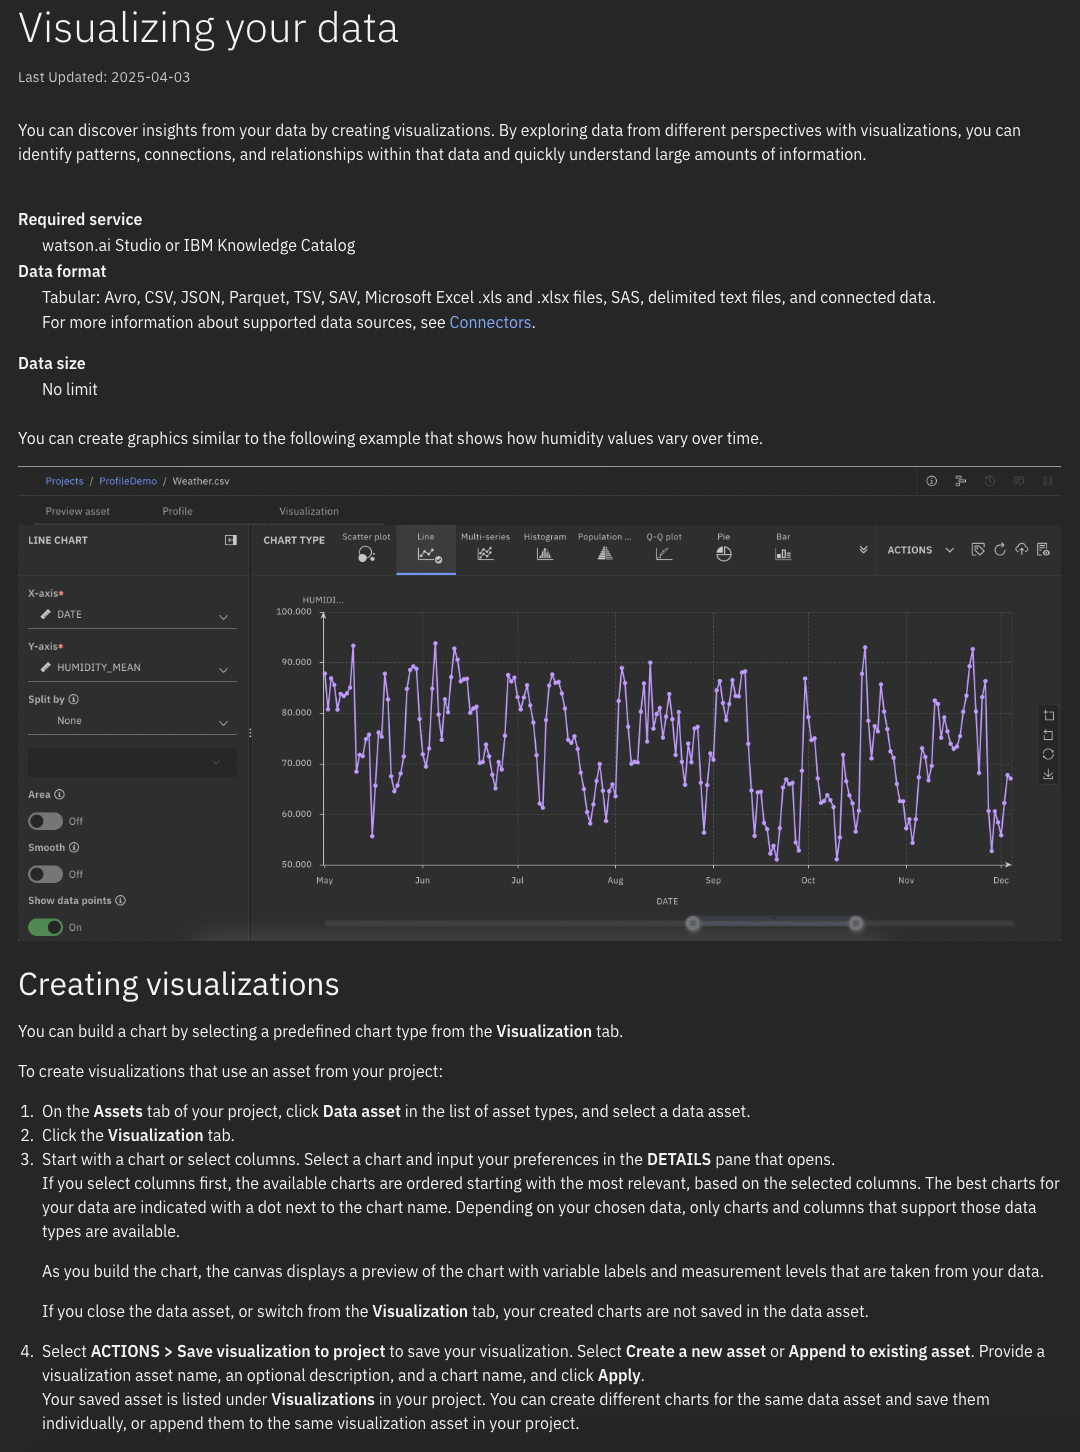 Visualizing your data
Last Updated: 2025-04-03
You can discover insights from your data by creating visualizations. By exploring data from different perspectives with visualizations, you can
identify patterns, connections, and relationships within that data and quickly understand large amounts of information.
Required service
watson.ai Studio or IBM Knowledge Catalog
Data format
Tabular: Avro, CSV, JSON, Parquet, TSV, SAV, Microsoft Excel .xls and .xlsx files, SAS, delimited text files, and connected data.
For more information about supported data sources, see Connectors.
Data size
No limit
You can create graphics similar to the following example that shows how humidity values vary over time.
Projects / ProfileDemo / Weather.csv
Preview asset Profile Visualization
LINE CHART
X-axis*
DATE
Y-axis*
HUMIDITY_MEAN
Split by
None
Area
Off
Smooth
Off
Show data points
On
CHART TYPE Scatter plot Line Multi-series Histogram Population ... Q-Q plot Pie Bar ACTIONS
HUMIDI...
100.000
90.000
80.000
70.000
60.000
50.000
May Jun Jul Aug Sep Oct Nov Dec
DATE
Creating visualizations
You can build a chart by selecting a predefined chart type from the Visualization tab.
To create visualizations that use an asset from your project:
1. On the Assets tab of your project, click Data asset in the list of asset types, and select a data asset.
2. Click the Visualization tab.
3. Start with a chart or select columns. Select a chart and input your preferences in the DETAILS pane that opens.
If you select columns first, the available charts are ordered starting with the most relevant, based on the selected columns. The best charts for
your data are indicated with a dot next to the chart name. Depending on your chosen data, only charts and columns that support those data
types are available.
As you build the chart, the canvas displays a preview of the chart with variable labels and measurement levels that are taken from your data.
If you close the data asset, or switch from the Visualization tab, your created charts are not saved in the data asset.
4. Select ACTIONS > Save visualization to project to save your visualization. Select Create a new asset or Append to existing asset. Provide a
visualization asset name, an optional description, and a chart name, and click Apply.
Your saved asset is listed under Visualizations in your project. You can create different charts for the same data asset and save them
individually, or append them to the same visualization asset in your project.